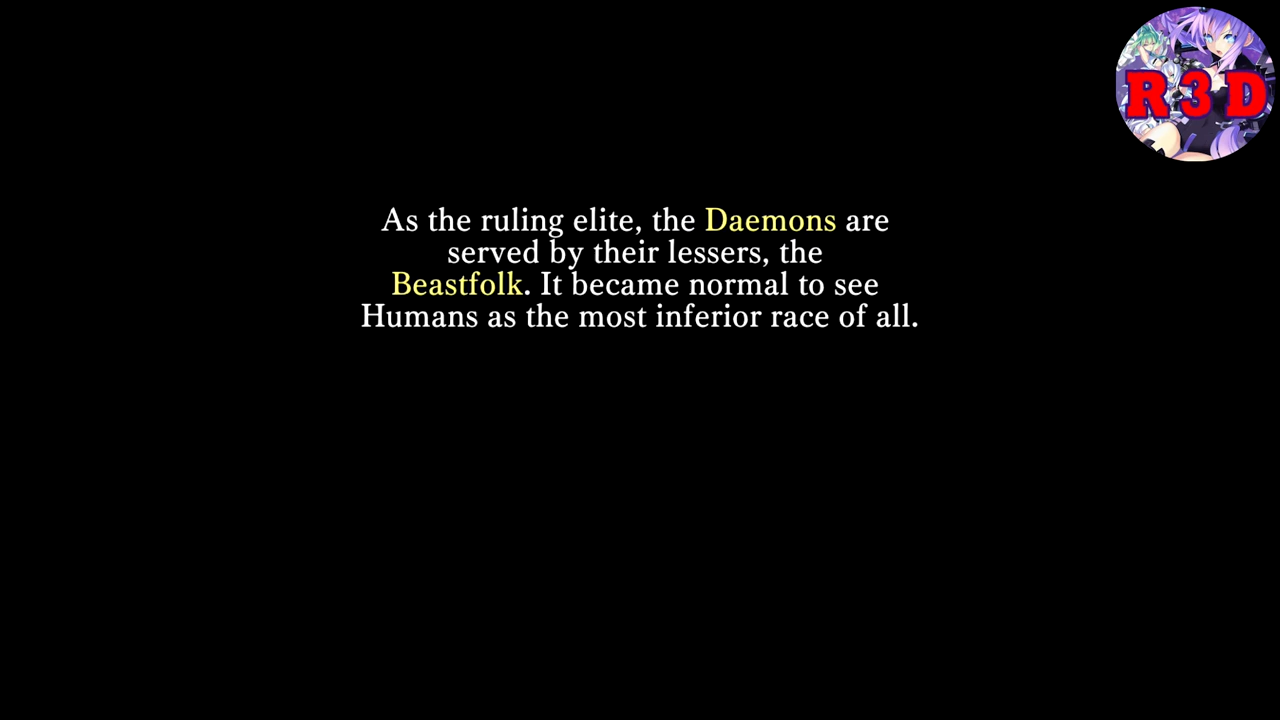 R3D
As the ruling elite, the Daemons are
served by their lessers, the
Beastfolk. It became normal to see
Humans as the most inferior race of all.